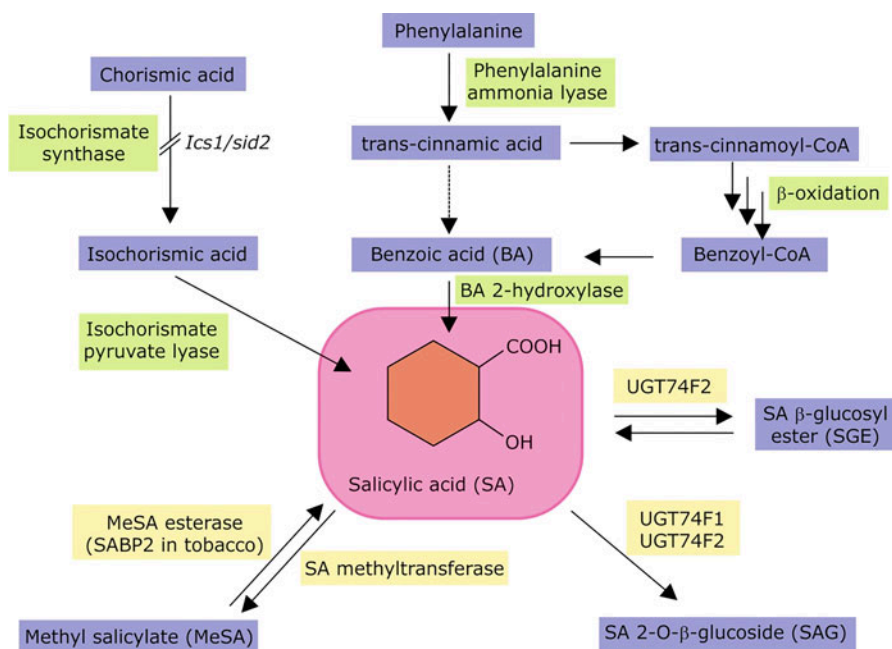 Phenylalanine
Chorismic acid
Phenylalanine
ammonia lyase
Isochorismate
synthase
Ics1/sid2
trans-cinnamic acid
trans-cinnamoyl-CoA
β-oxidation
Isochorismic acid
Benzoic acid (BA)
Benzoyl-CoA
BA 2-hydroxylase
Isochorismate
pyruvate lyase
COOH
OH
Salicylic acid (SA)
UGT74F2
SA β-glucosyl
ester (SGE)
MeSA esterase
(SABP2 in tobacco)
SA methyltransferase
UGT74F1
UGT74F2
Methyl salicylate (MeSA)
SA 2-O-β-glucoside (SAG)